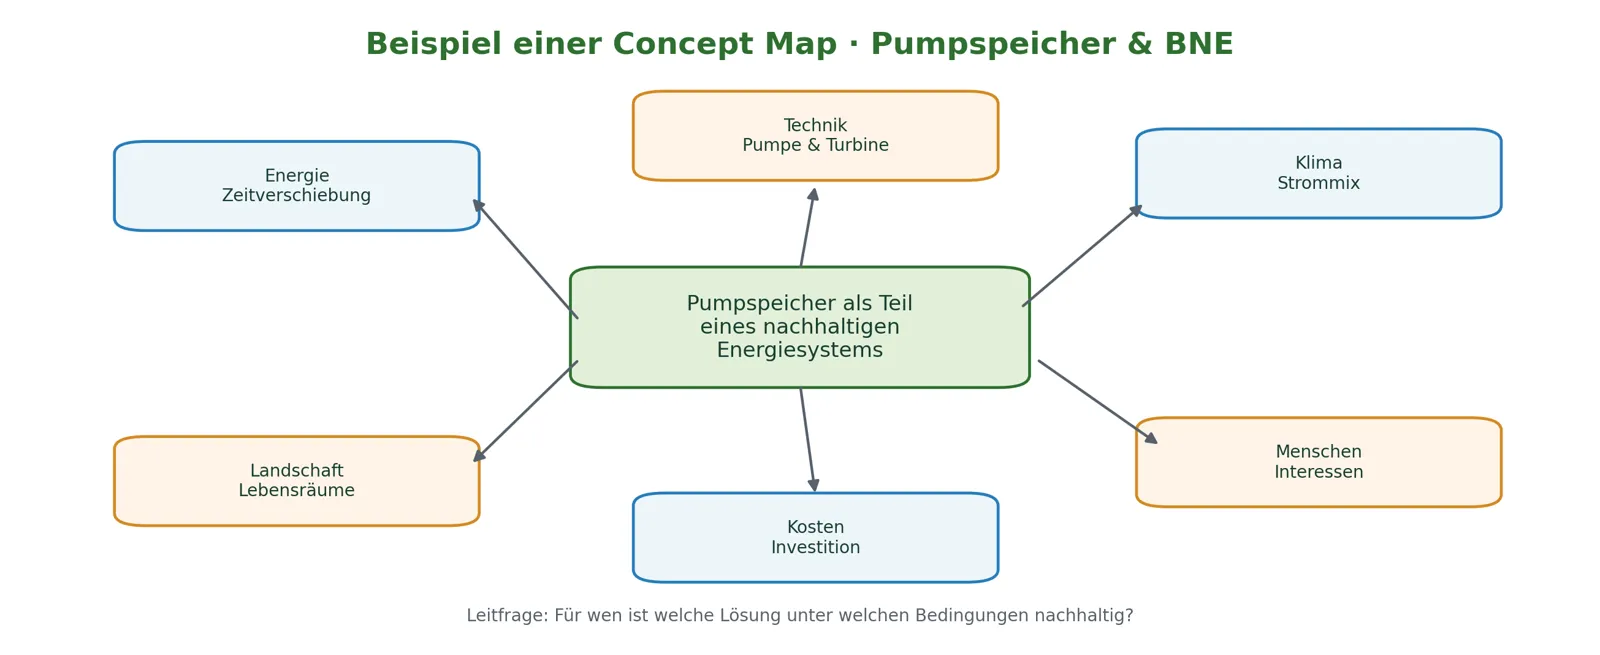 Beispiel einer Concept Map · Pumpspeicher & BNE
Technik
Pumpe & Turbine
Energie
Zeitverschiebung
Klima
Strommix
Pumpspeicher als Teil
eines nachhaltigen
Energiesystems
Landschaft
Lebensräume
Menschen
Interessen
Kosten
Investition
Leitfrage: Für wen ist welche Lösung unter welchen Bedingungen nachhaltig?